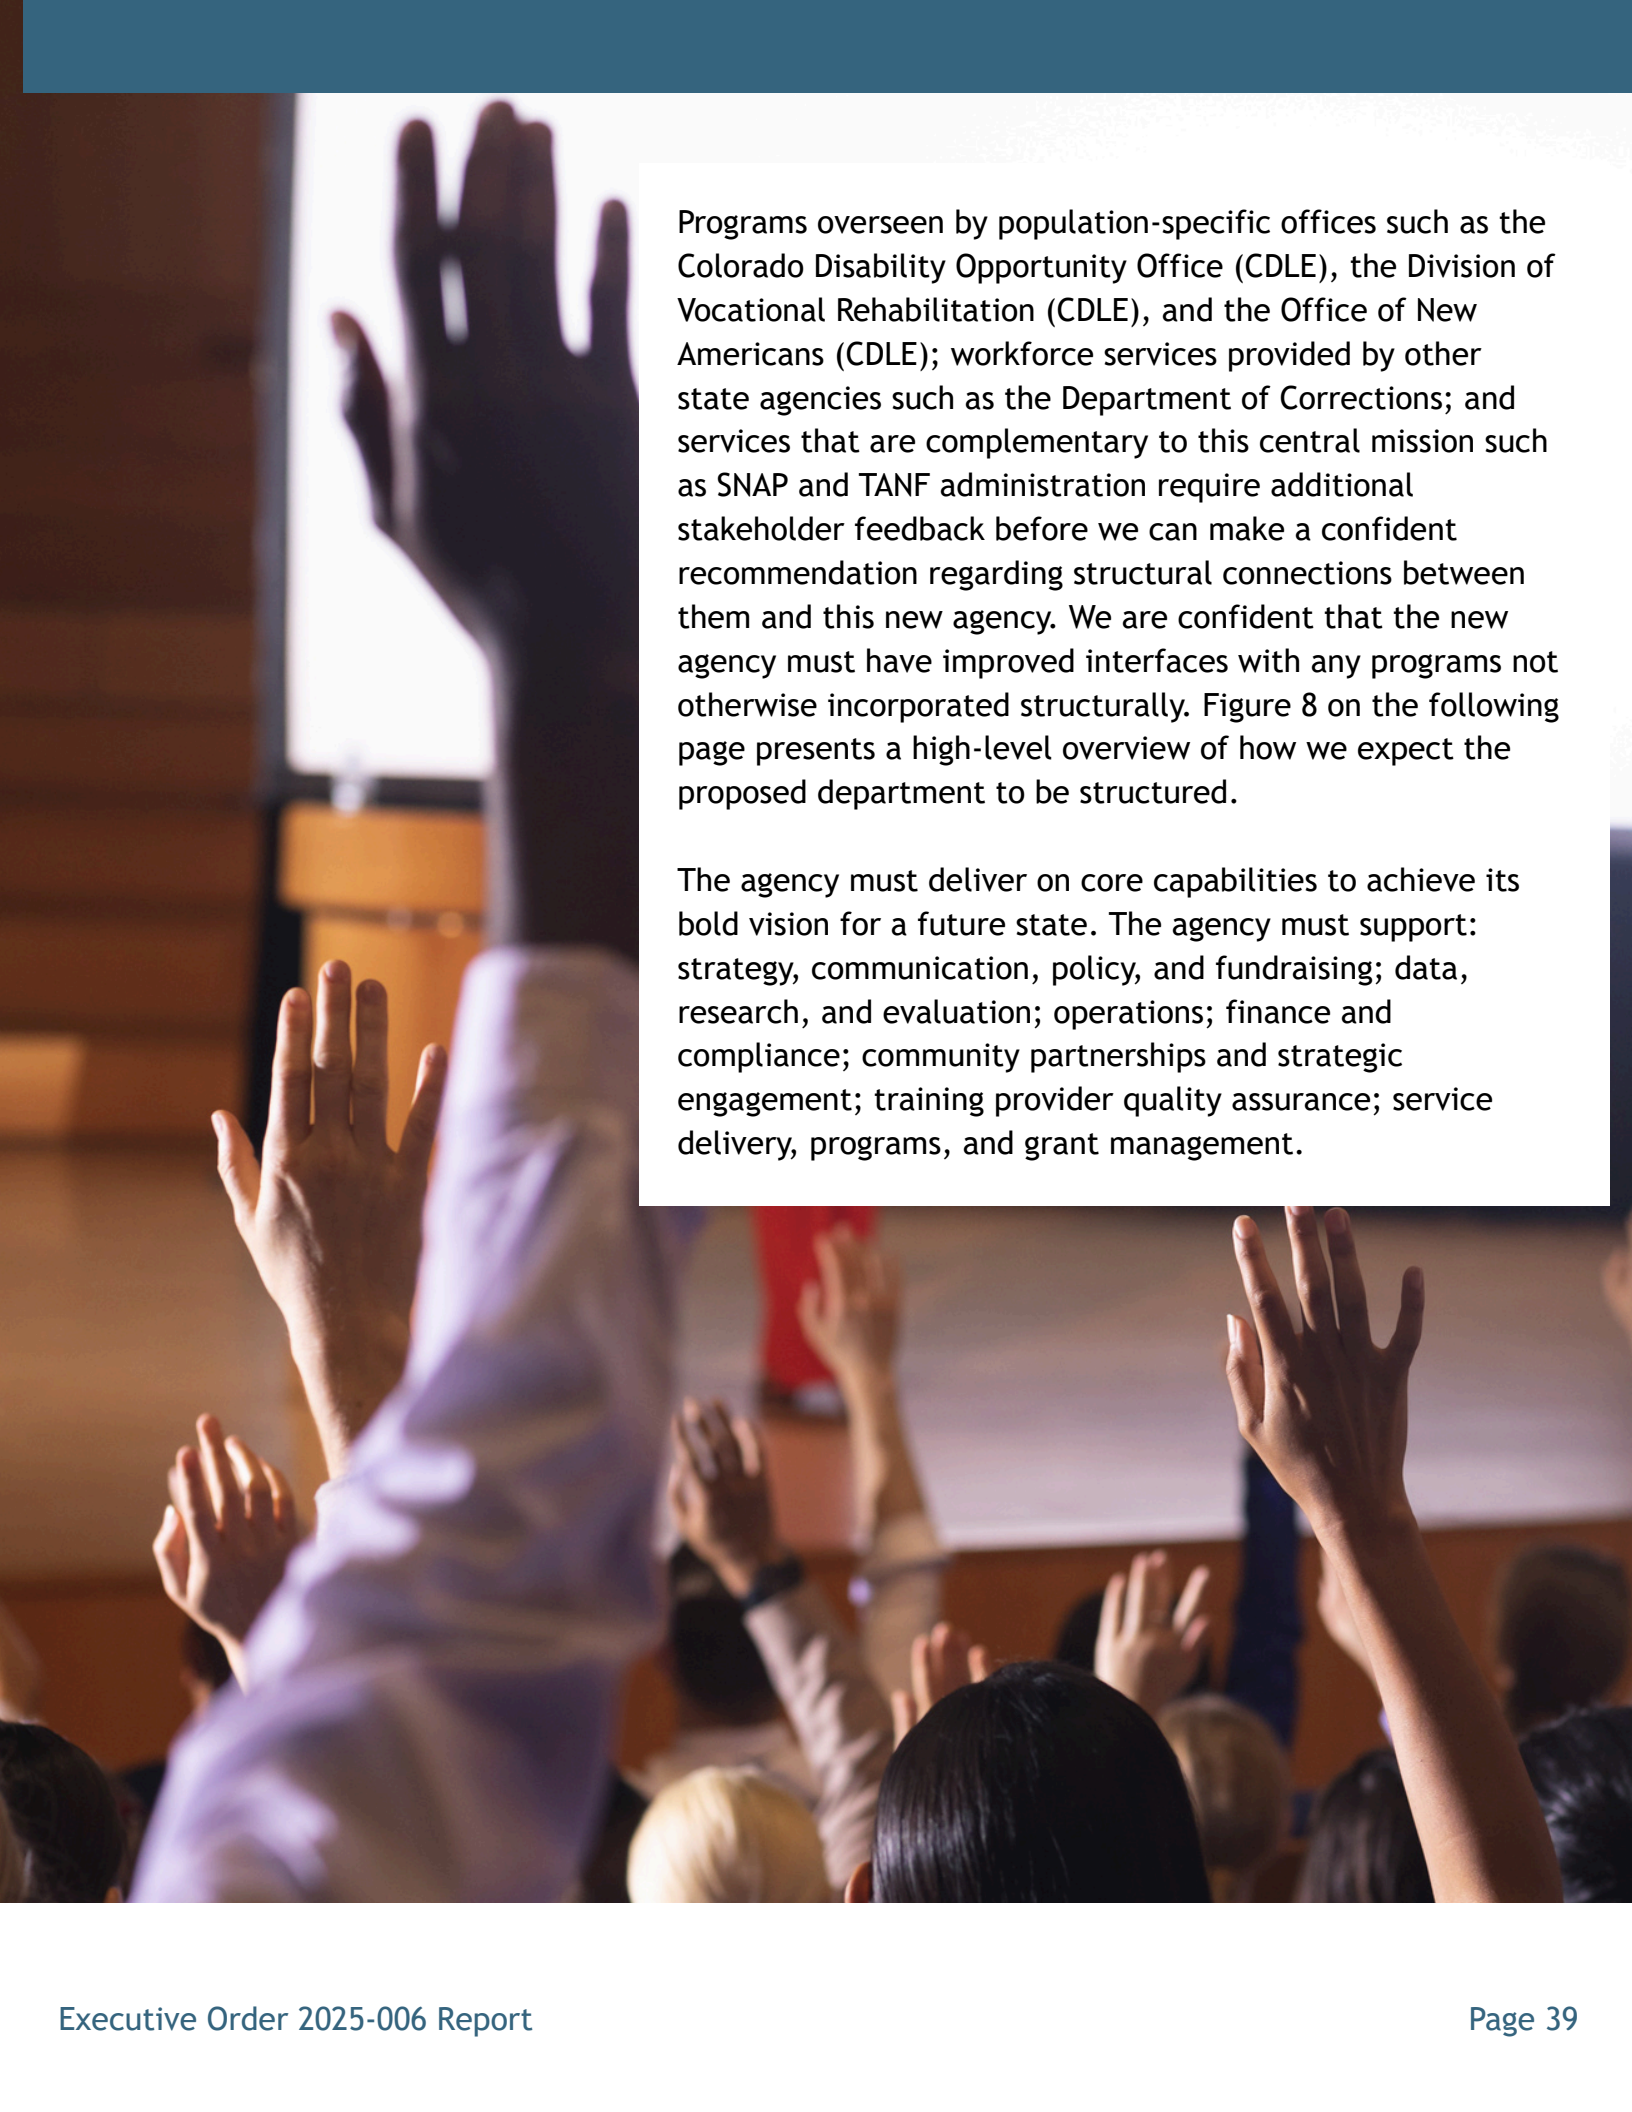 Programs overseen by population-specific offices such as the
Colorado Disability Opportunity Office (CDLE), the Division of
Vocational Rehabilitation (CDLE), and the Office of New
Americans (CDLE); workforce services provided by other
state agencies such as the Department of Corrections; and
services that are complementary to this central mission such
as SNAP and TANF administration require additional
stakeholder feedback before we can make a confident
recommendation regarding structural connections between
them and this new agency. We are confident that the new
agency must have improved interfaces with any programs not
otherwise incorporated structurally. Figure 8 on the following
page presents a high-level overview of how we expect the
proposed department to be structured.
The agency must deliver on core capabilities to achieve its
bold vision for a future state. The agency must support:
strategy, communication, policy, and fundraising; data,
research, and evaluation; operations; finance and
compliance; community partnerships and strategic
engagement; training provider quality assurance; service
delivery, programs, and grant management.
Executive Order 2025-006 Report
Page 39